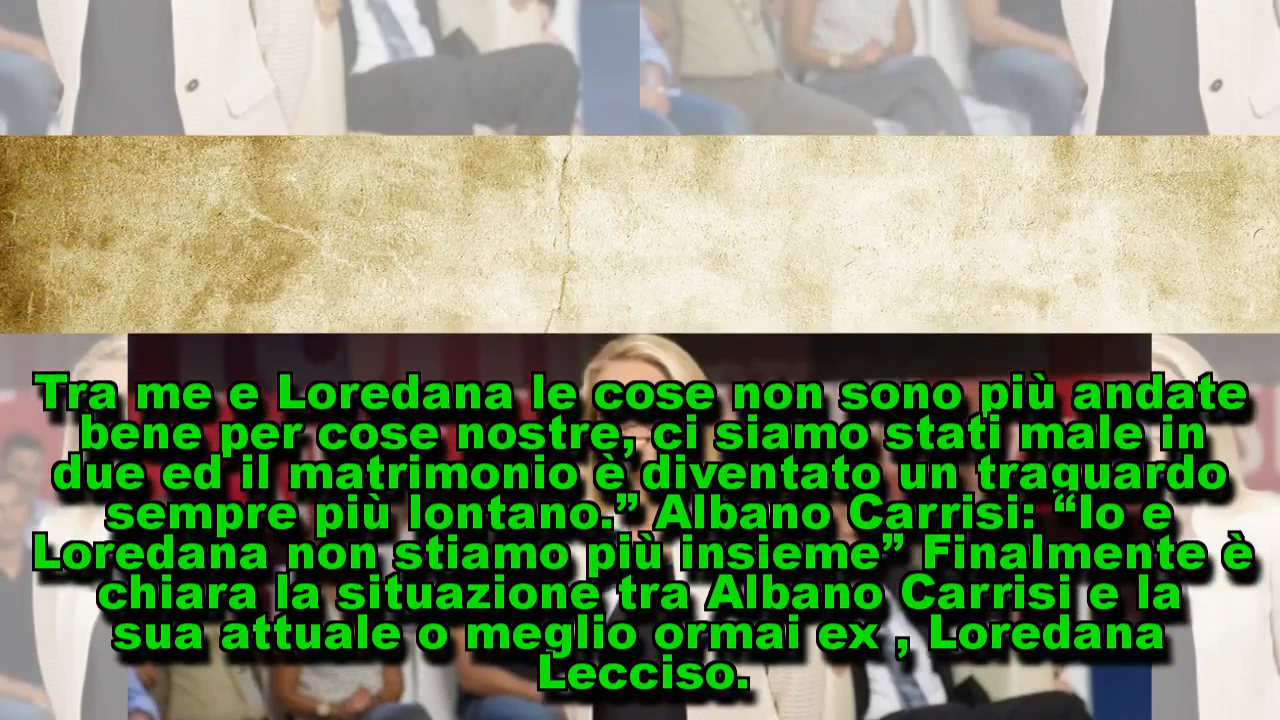 Tra me e Loredana le cose non sono più andate
bene per cose nostre, ci siamo stati male in
due ed il matrimonio è diventato un traguardo
sempre più lontano.” Albano Carrisi: “Io e
Loredana non stiamo più insieme” Finalmente è
chiara la situazione tra Albano Carrisi e la
sua attuale o meglio ormai ex , Loredana
Lecciso.